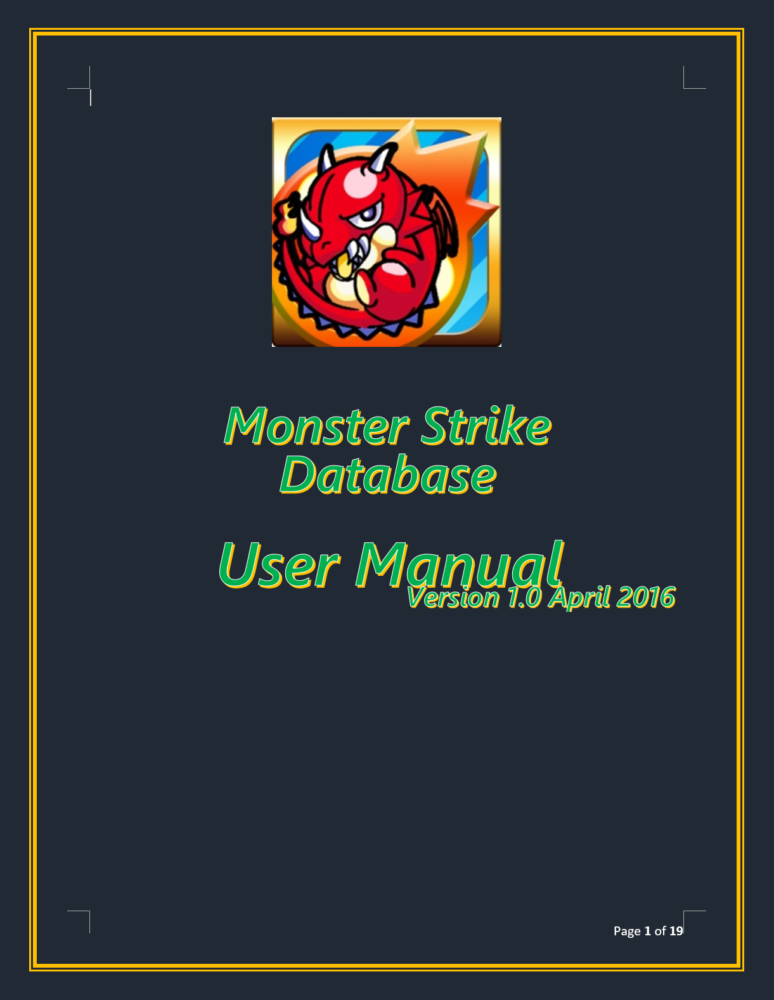 Monster Strike
Database
User Manual
Version 1.0 April 2016
Page 1 of 19